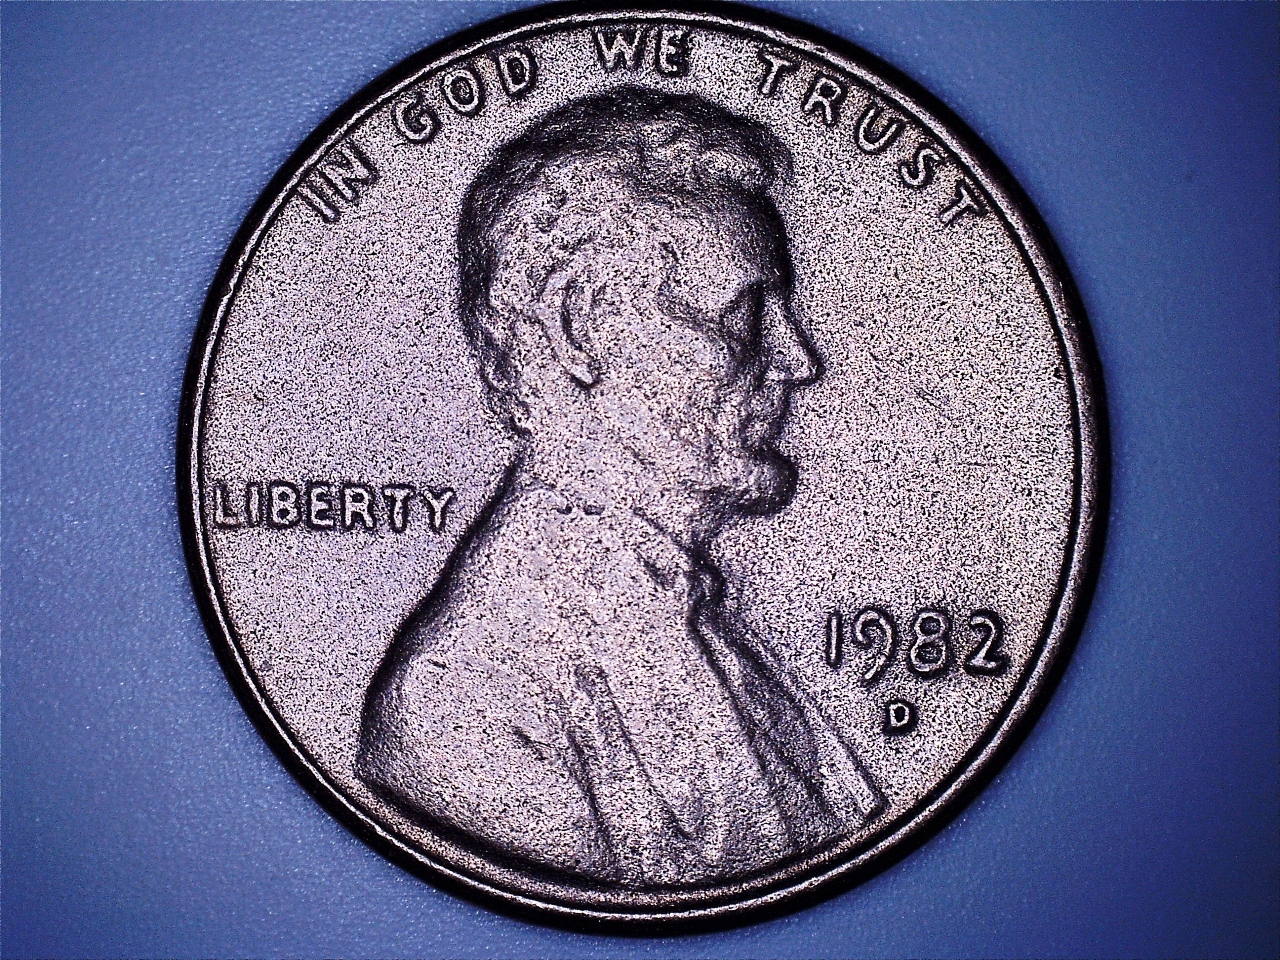 IN GOD WE TRUST
LIBERTY
1982
D